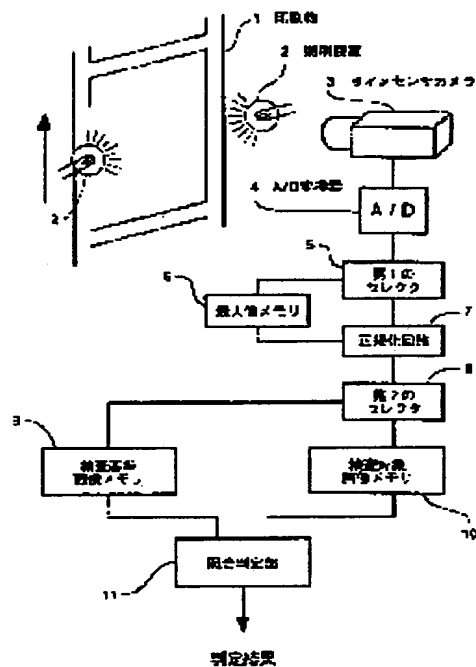 1 印刷物
2 照明装置
3 ラインセンサカメラ
2
4 A/D変換器
A / D
5
第1の
セレクタ
6
最大値メモリ
7
正規化回路
8
第2の
セレクタ
9
検査基準
画像メモリ
検査対象
画像メモリ
10
照合判定部
11
判定結果